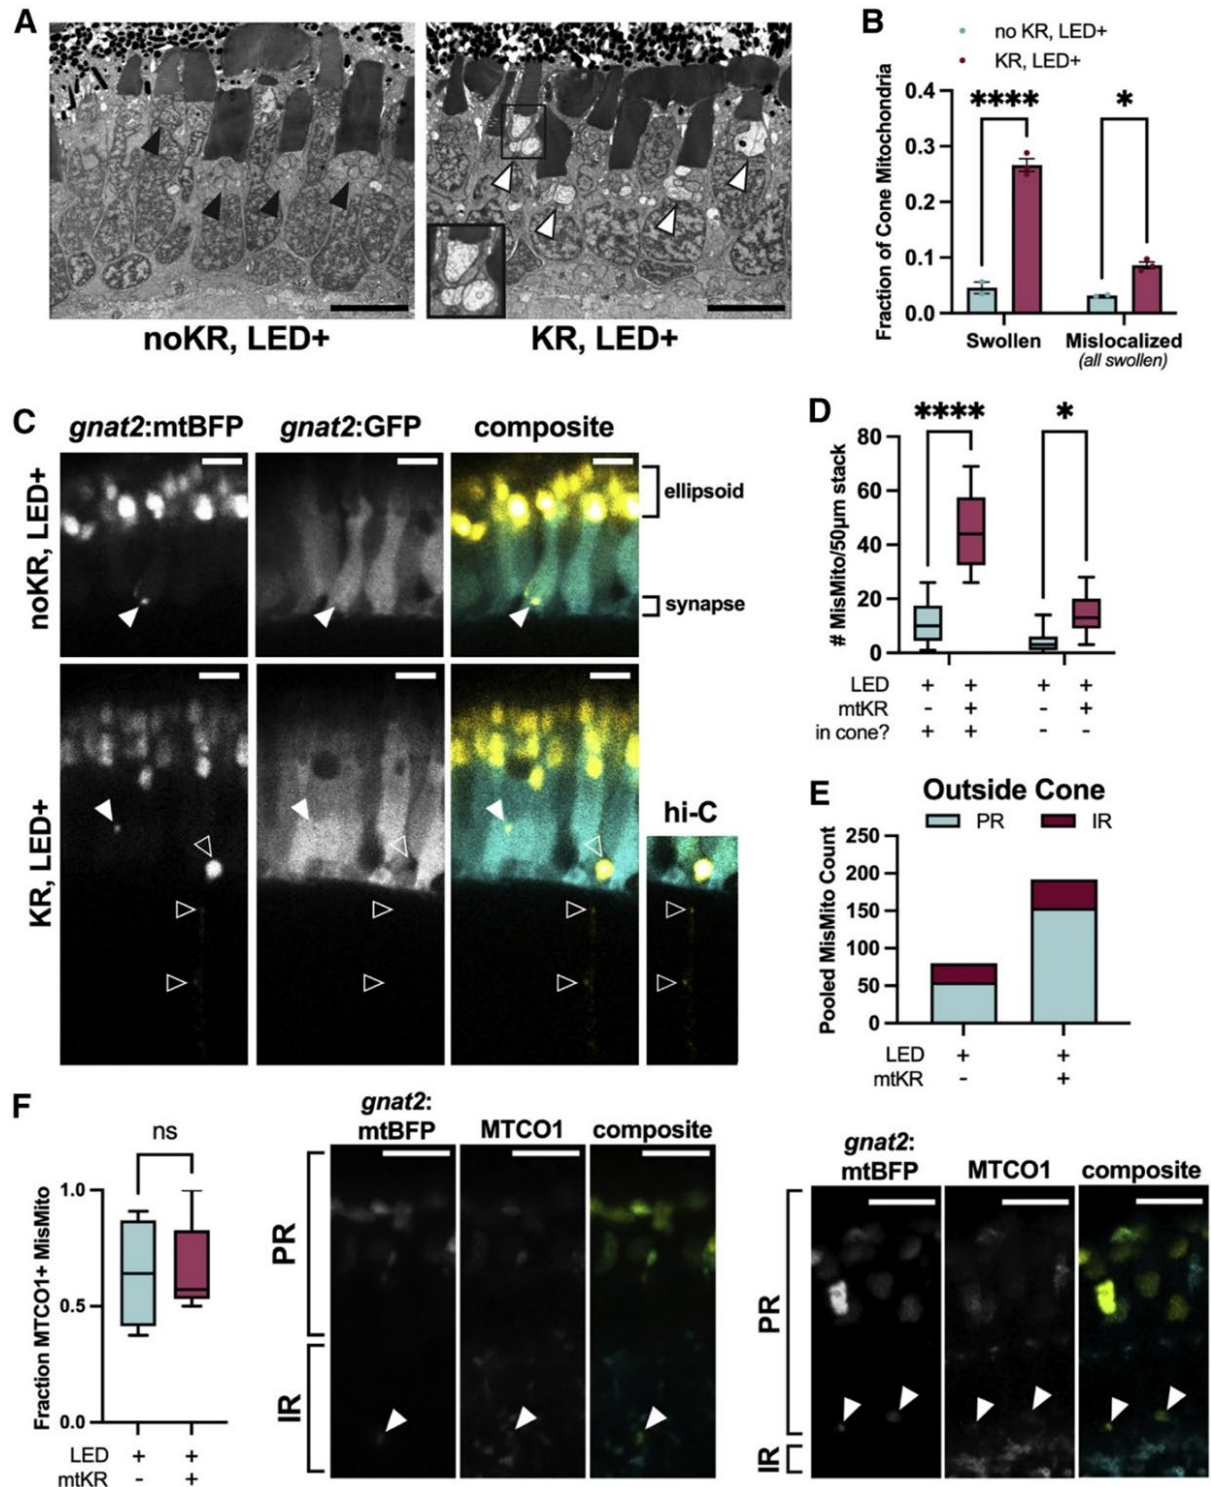 A
noKR, LED+
KR, LED+
B
no KR, LED+
KR, LED+
Fraction of Cone Mitochondria
0.4
0.3
0.2
0.1
0.0
****
*
Swollen
Mislocalized
(all swollen)
C
gnat2:mtBFP
gnat2:GFP
composite
noKR, LED+
ellipsoid
synapse
KR, LED+
hi-C
D
# MisMito/50µm stack
80
60
40
20
0
****
*
LED + + + +
mtKR - + - +
in cone? + + - -
E
Outside Cone
PR IR
Pooled MisMito Count
250
200
150
100
50
0
LED + +
mtKR - +
F
Fraction MTCO1+ MisMito
ns
1.0
0.5
0.0
LED + +
mtKR - +
gnat2:
mtBFP
MTCO1
composite
PR
IR
gnat2:
mtBFP
MTCO1
composite
PR
IR